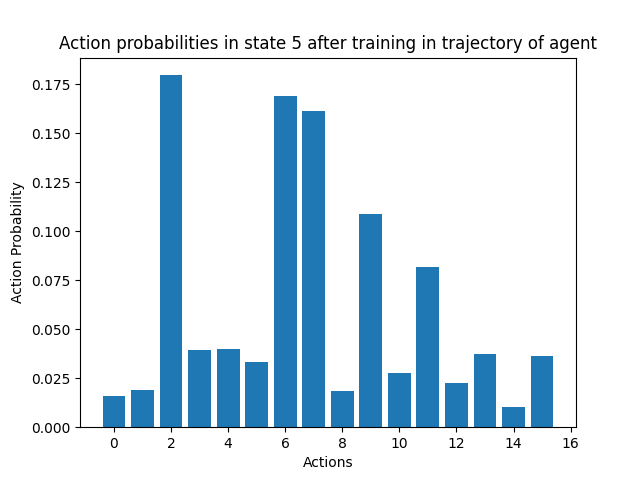 Action probabilities in state 5 after training in trajectory of agent
0.175
0.150
0.125
0.100
0.075
0.050
0.025
0.000
Action Probability
0 2 4 6 8 10 12 14 16
Actions